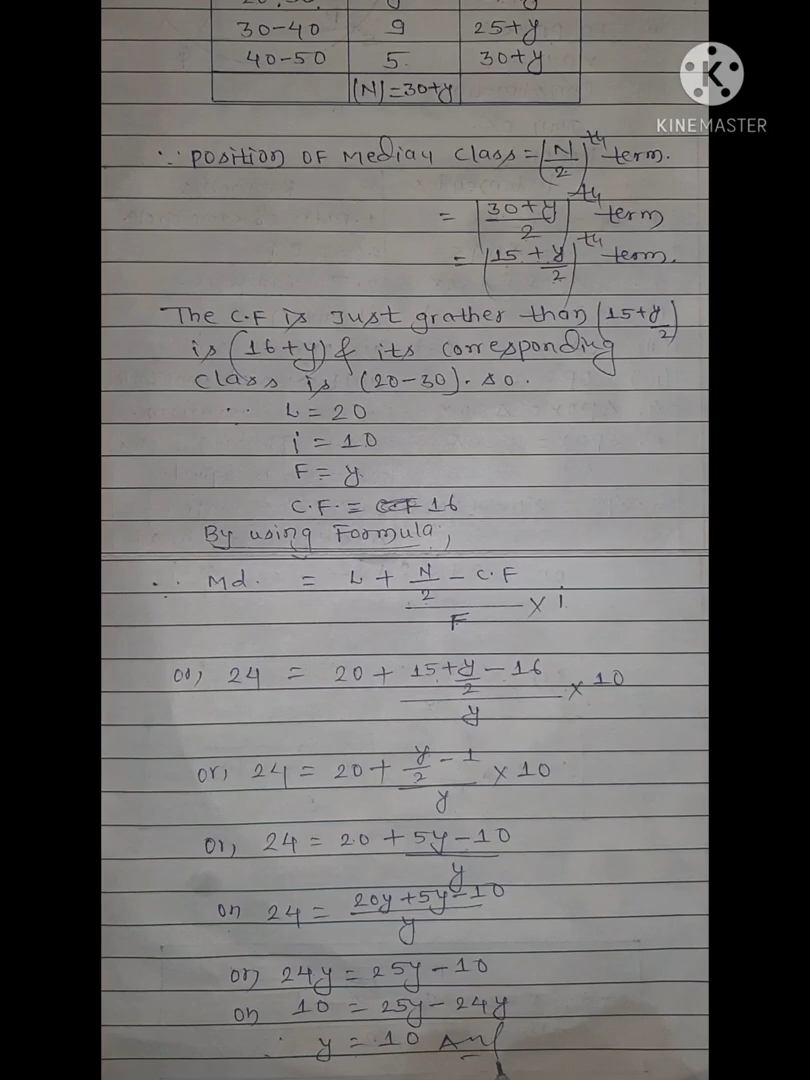 30-40 9 25+y
40-50 5 30+y
(N)=30+y
KINEMASTER
∵ Position OF Median Class = (N/2)th term.
= (30+y/2)th term
= (15+y/2)th term.
The C.F is Just grather than (15+y/2)
is (16+y) & its corresponding
class is (20-30). so.
∴ L = 20
i = 10
F = y
C.F. = 16
By using Formula,
∴ Md. = L + (N/2 - C.F)/F × i
or, 24 = 20 + (15+y/2 - 16)/y × 10
or, 24 = 20 + (y/2 - 1)/y × 10
or, 24 = 20 + (5y-10)/y
or 24 = (20y+5y-10)/y
or 24y = 25y-10
or 10 = 25y-24y
∴ y = 10 Ans